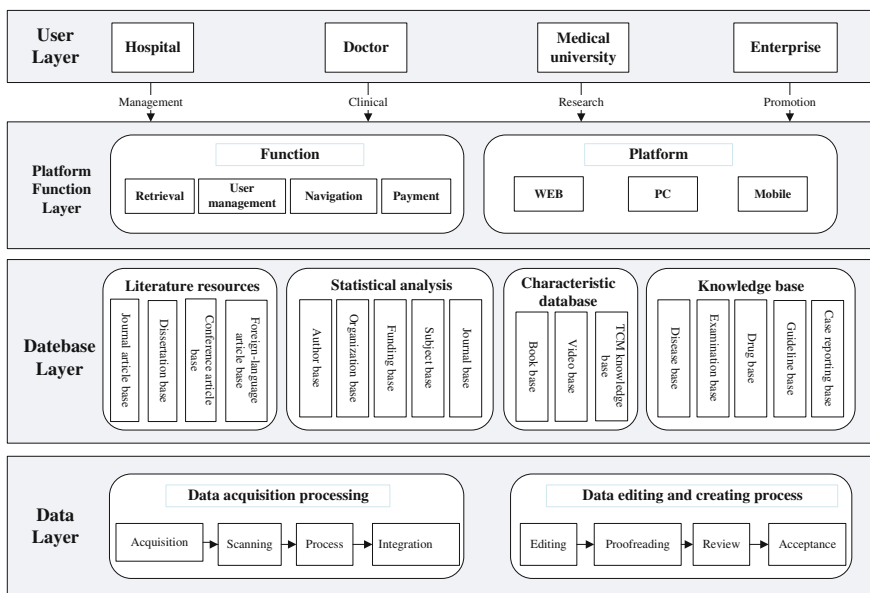 User
Layer
Hospital
Doctor
Medical
university
Enterprise
Management
Clinical
Research
Promotion
Platform
Function
Layer
Function
Retrieval
User
management
Navigation
Payment
Platform
WEB
PC
Mobile
Datebase
Layer
Literature resources
Journal article base
Dissertation base
Conference article
base
Foreign-language
article base
Statistical analysis
Author base
Organization base
Funding base
Subject base
Journal base
Characteristic
database
Book base
Video base
TCM knowledge
base
Knowledge base
Disease base
Examination base
Drug base
Guideline base
Case reporting base
Data
Layer
Data acquisition processing
Acquisition
Scanning
Process
Integration
Data editing and creating process
Editing
Proofreading
Review
Acceptance